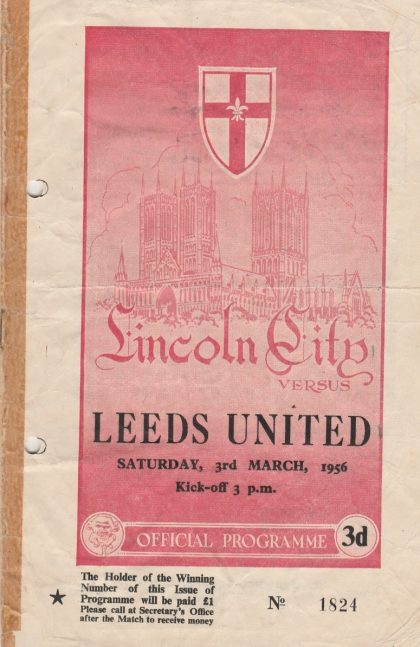 Lincoln City
VERSUS
LEEDS UNITED
SATURDAY, 3rd MARCH, 1956
Kick-off 3 p.m.
OFFICIAL PROGRAMME 3d
The Holder of the Winning
Number of this Issue of
Programme will be paid £1
Please call at Secretary's Office
after the Match to receive money
★
No 1824